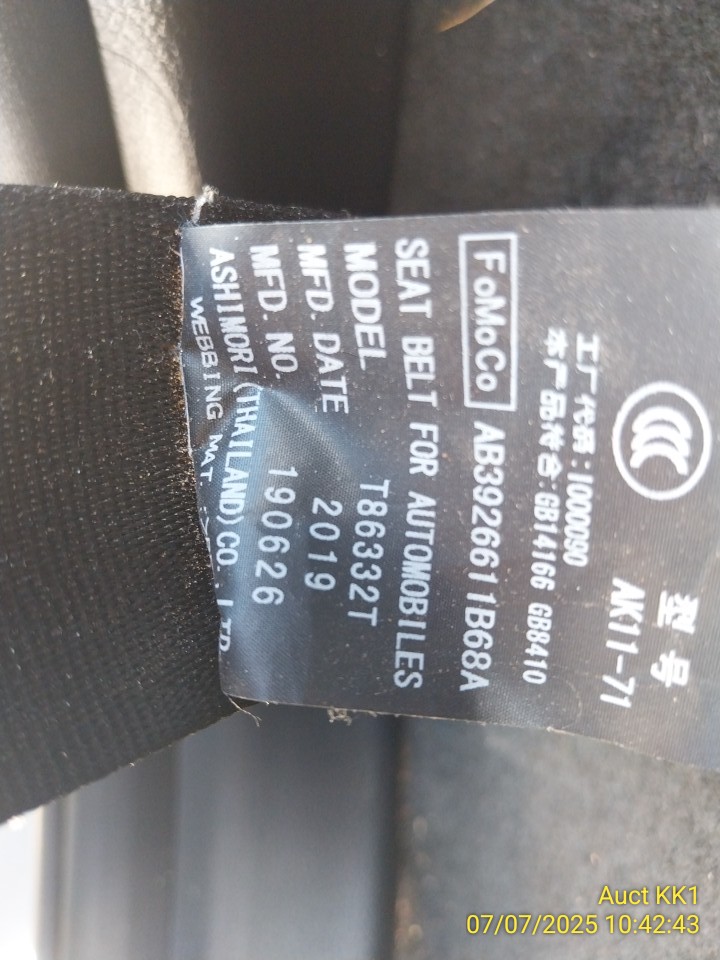 型号
AK11-71
工厂代码:1000090
本产品符合:GB14166 GB8410
FoMoCo AB3926611B68A
SEAT BELT FOR AUTOMOBILES
MODEL T86332T
MFD. DATE 2019
MFD. NO. 190626
ASHIMORI(THAILAND)CO.,LTD.
WEBBING MAT.
Auct KK1
07/07/2025 10:42:43